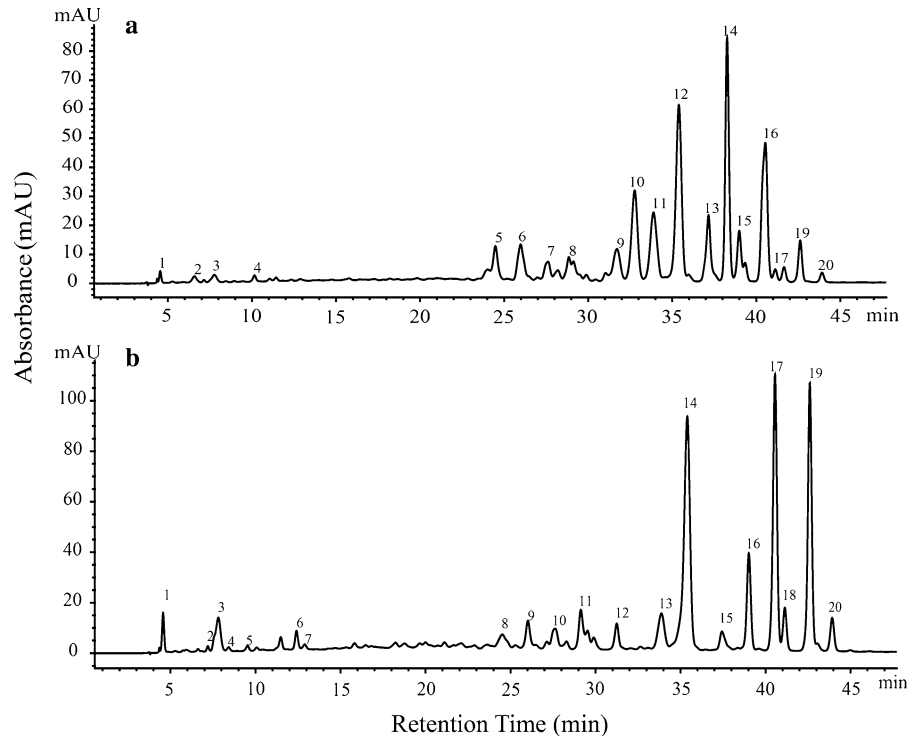 mAU a
80
70
60
50
40
30
20
10
0
1 2 3 4 5 6 7 8 9 10 11 12 13 14 15 16 17 19 20
5 10 15 20 25 30 35 40 45 min
Absorbance (mAU)
mAU b
100
80
60
40
20
0
1 2 3 4 5 6 7 8 9 10 11 12 13 14 15 16 17 18 19 20
5 10 15 20 25 30 35 40 45 min
Retention Time (min)